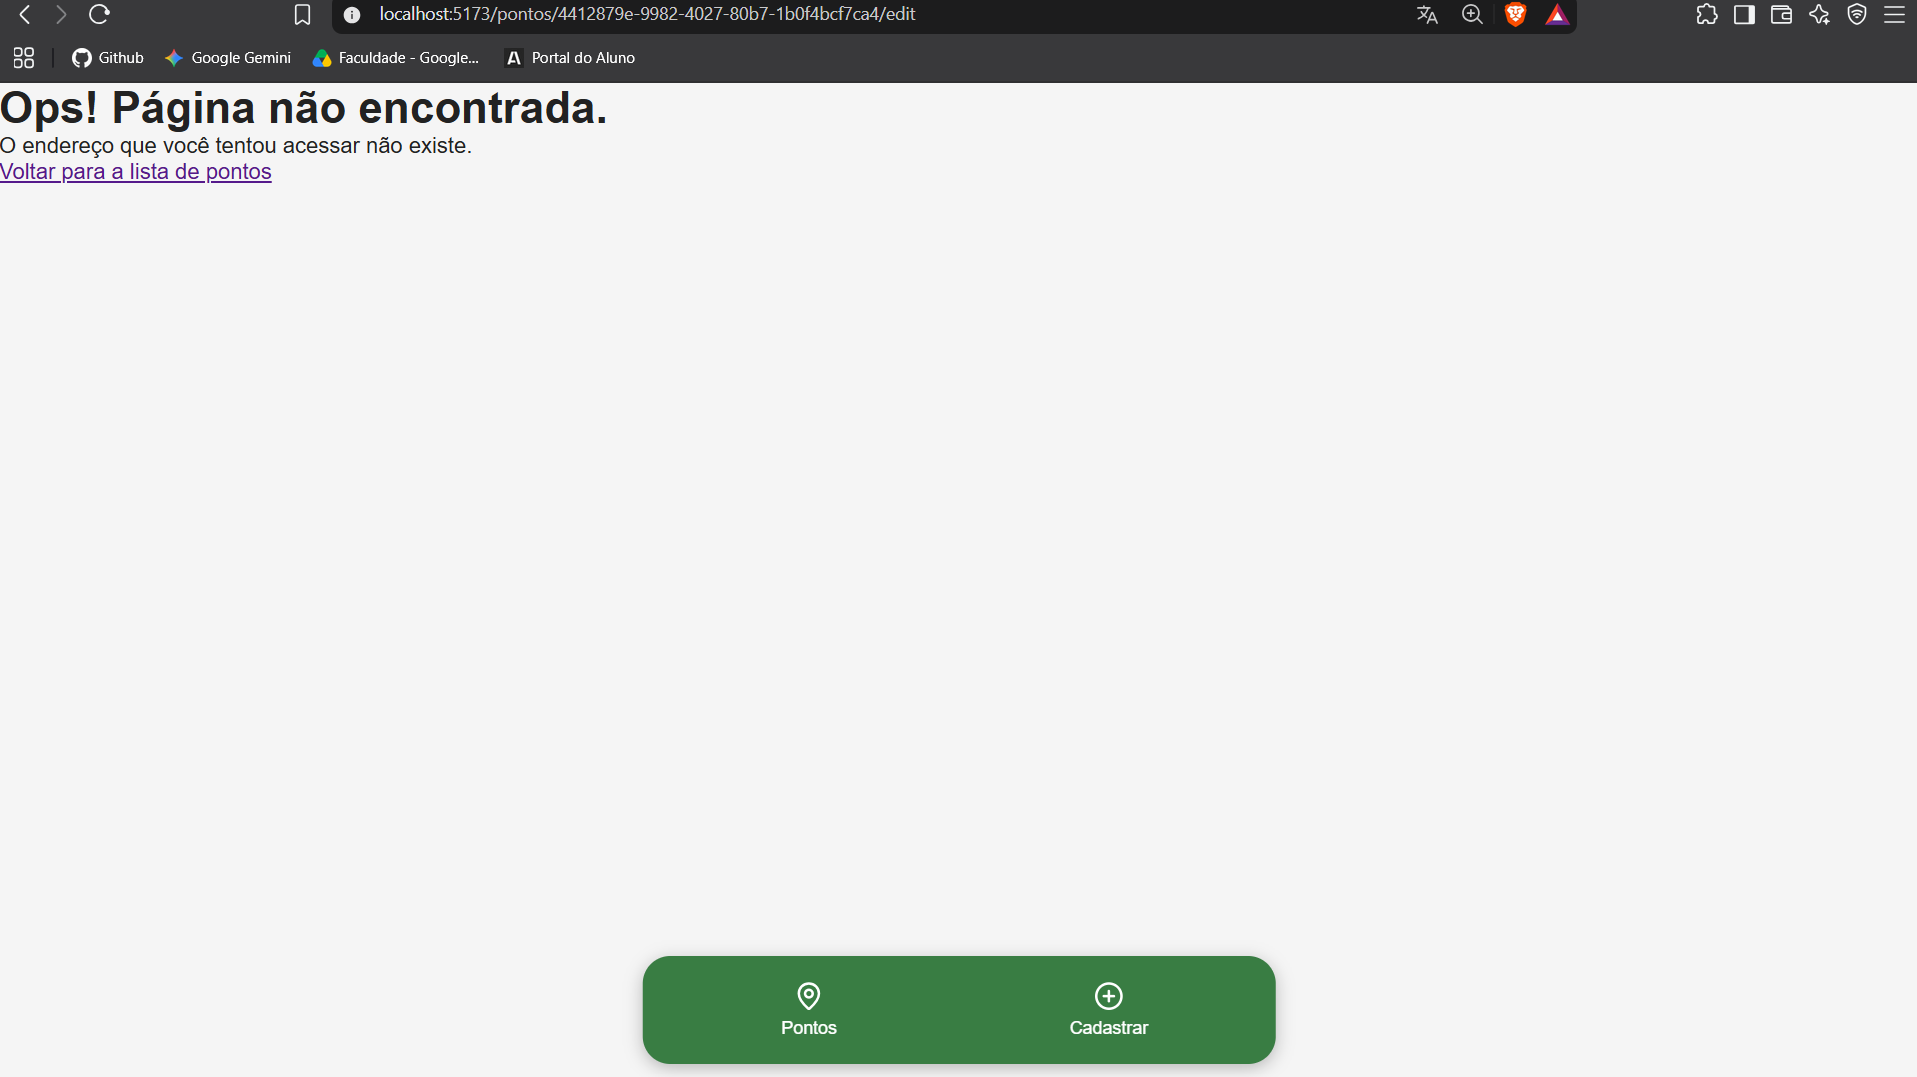 localhost:5173/pontos/4412879e-9982-4027-80b7-1b0f4bcf7ca4/edit
Github
Google Gemini
Faculdade - Google...
Portal do Aluno
Ops! Página não encontrada.
O endereço que você tentou acessar não existe.
Voltar para a lista de pontos
Pontos
Cadastrar